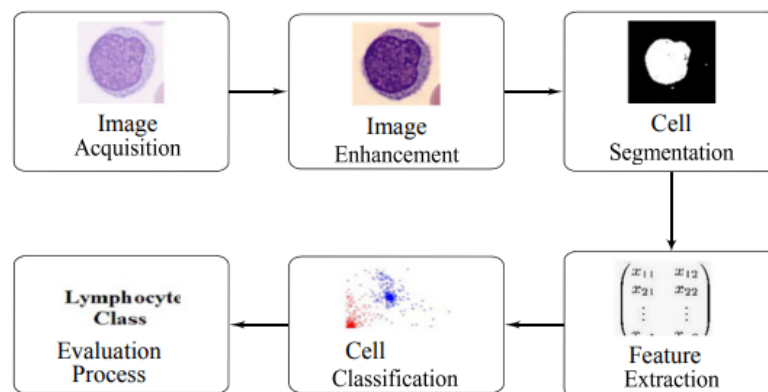 Image
Acquisition
Image
Enhancement
Cell
Segmentation
x11 x12
x21 x22
⋮ ⋮
Feature
Extraction
Cell
Classification
Lymphocyte
Class
Evaluation
Process